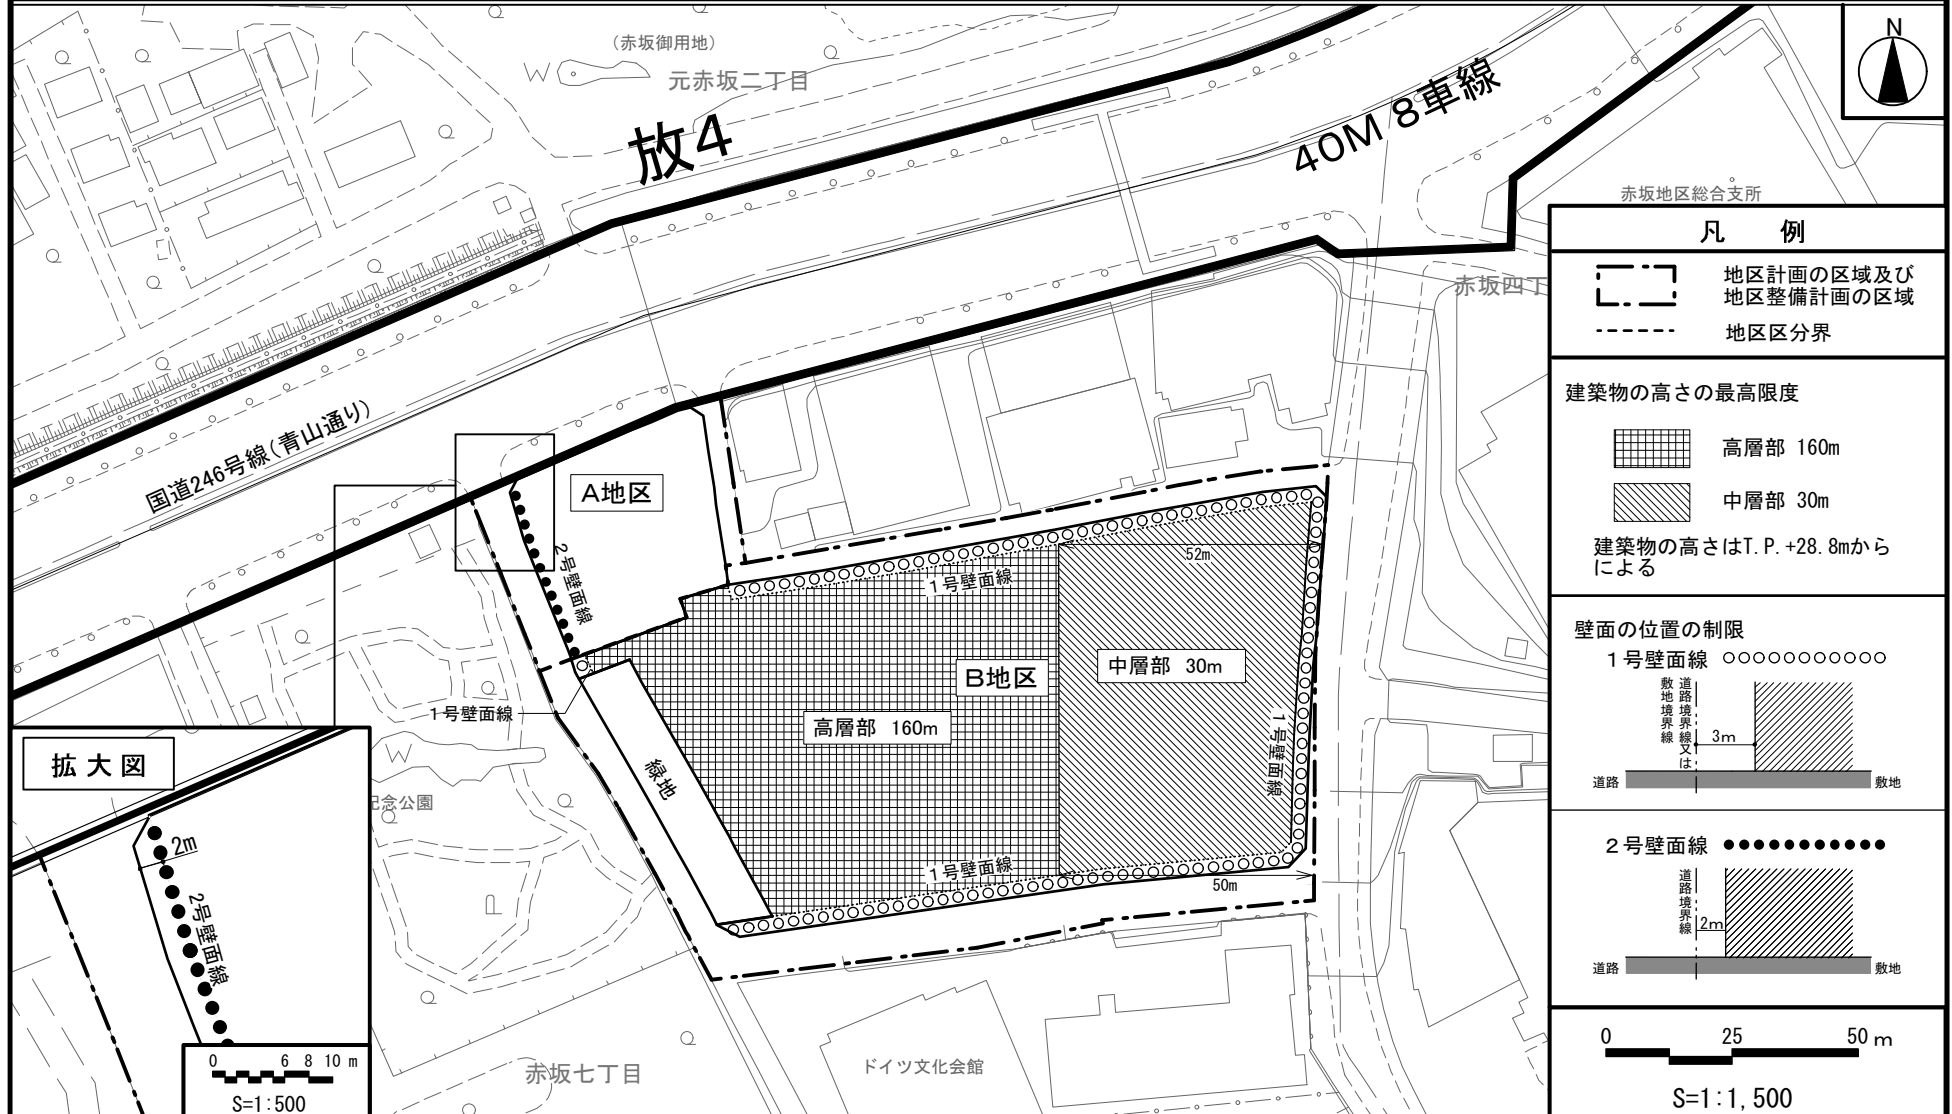 (赤坂御用地)
元赤坂二丁目
放4
40M 8車線
N
赤坂地区総合支所
赤坂四丁
国道246号線(青山通り)
A地区
2号壁面線
1号壁面線
52m
B地区
中層部 30m
高層部 160m
1号壁面線
1号壁面線
緑地
1号壁面線
50m
記念公園
赤坂七丁目
ドイツ文化会館
拡大図
2m
2号壁面線
0 6 8 10 m
S=1:500
凡 例
地区計画の区域及び
地区整備計画の区域
地区区分界
建築物の高さの最高限度
高層部 160m
中層部 30m
建築物の高さはT.P.+28.8mから
による
壁面の位置の制限
1号壁面線
道路境界線又は
敷地境界線
3m
道路
敷地
2号壁面線
道路境界線
2m
道路
敷地
0 25 50 m
S=1:1,500